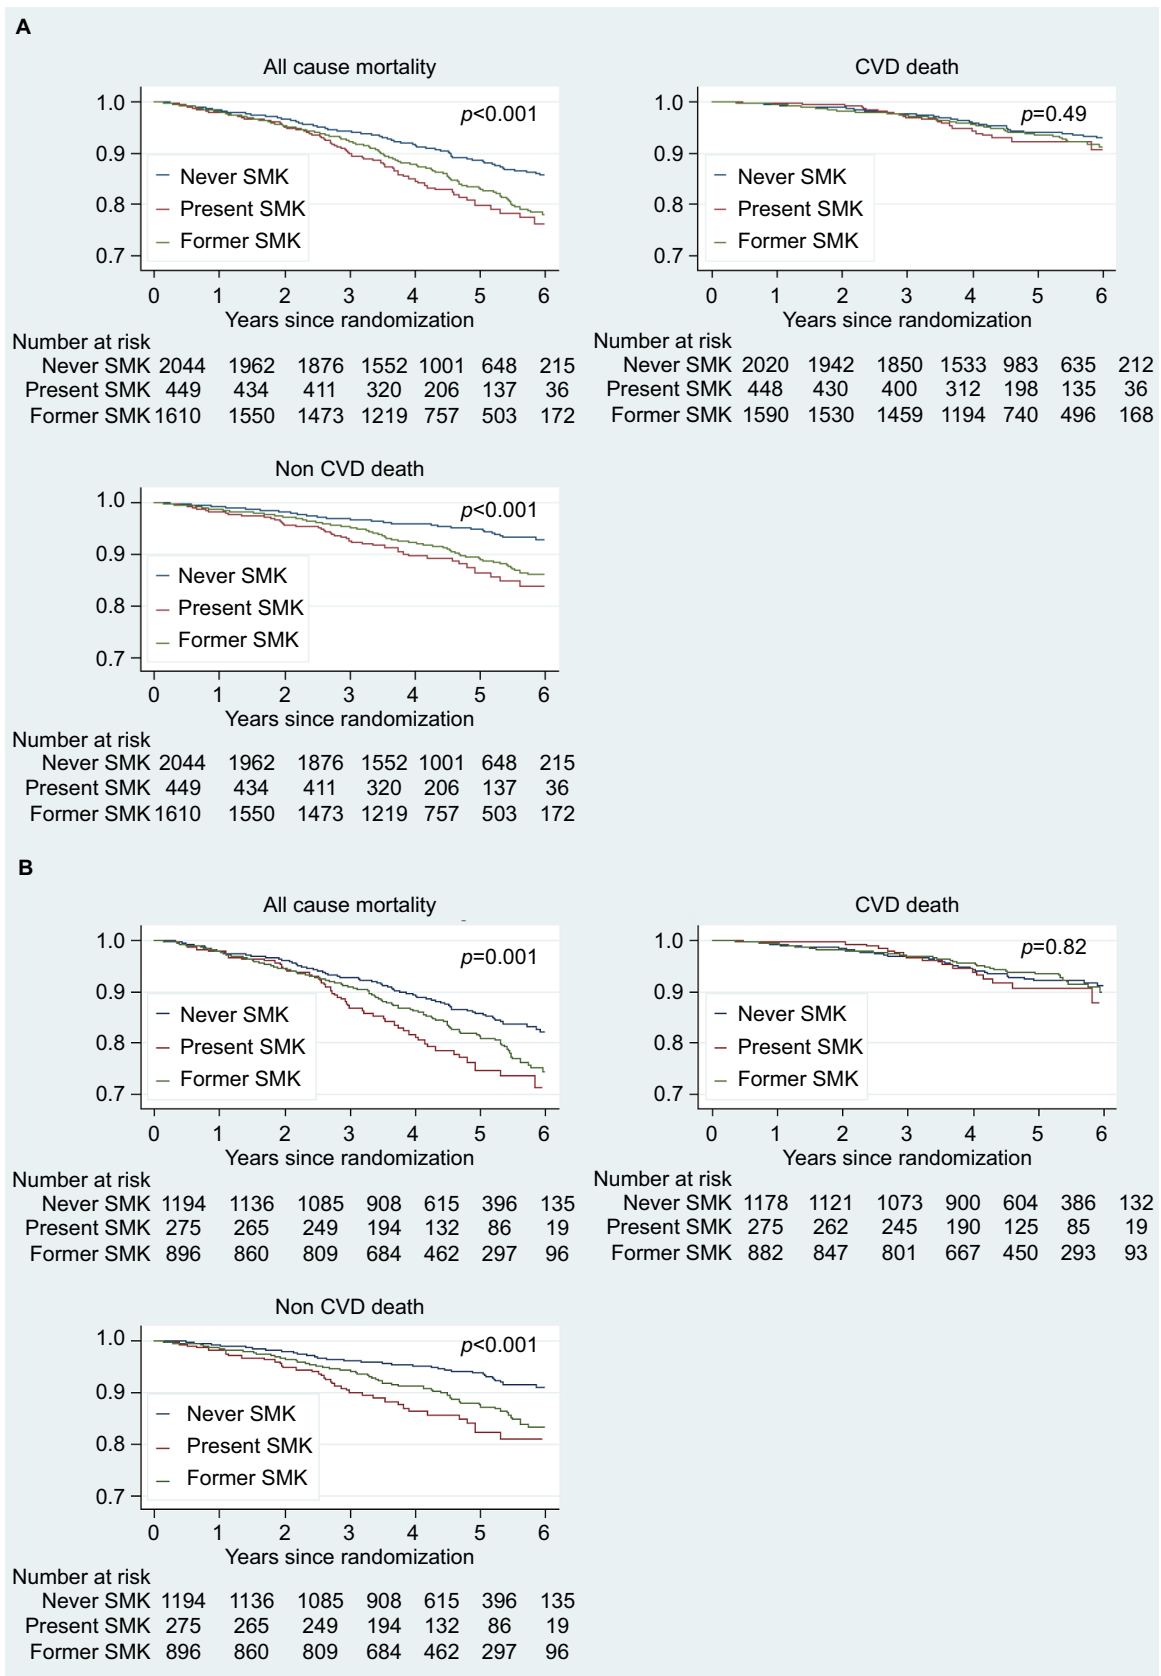 A
All cause mortality
p<0.001
1.0
0.9
0.8
0.7
Never SMK
Present SMK
Former SMK
0 1 2 3 4 5 6
Years since randomization
Number at risk
Never SMK 2044 1962 1876 1552 1001 648 215
Present SMK 449 434 411 320 206 137 36
Former SMK 1610 1550 1473 1219 757 503 172
CVD death
p=0.49
1.0
0.9
0.8
0.7
Never SMK
Present SMK
Former SMK
0 1 2 3 4 5 6
Years since randomization
Number at risk
Never SMK 2020 1942 1850 1533 983 635 212
Present SMK 448 430 400 312 198 135 36
Former SMK 1590 1530 1459 1194 740 496 168
Non CVD death
p<0.001
1.0
0.9
0.8
0.7
Never SMK
Present SMK
Former SMK
0 1 2 3 4 5 6
Years since randomization
Number at risk
Never SMK 2044 1962 1876 1552 1001 648 215
Present SMK 449 434 411 320 206 137 36
Former SMK 1610 1550 1473 1219 757 503 172
B
All cause mortality
p=0.001
1.0
0.9
0.8
0.7
Never SMK
Present SMK
Former SMK
0 1 2 3 4 5 6
Years since randomization
Number at risk
Never SMK 1194 1136 1085 908 615 396 135
Present SMK 275 265 249 194 132 86 19
Former SMK 896 860 809 684 462 297 96
CVD death
p=0.82
1.0
0.9
0.8
0.7
Never SMK
Present SMK
Former SMK
0 1 2 3 4 5 6
Years since randomization
Number at risk
Never SMK 1178 1121 1073 900 604 386 132
Present SMK 275 262 245 190 125 85 19
Former SMK 882 847 801 667 450 293 93
Non CVD death
p<0.001
1.0
0.9
0.8
0.7
Never SMK
Present SMK
Former SMK
0 1 2 3 4 5 6
Years since randomization
Number at risk
Never SMK 1194 1136 1085 908 615 396 135
Present SMK 275 265 249 194 132 86 19
Former SMK 896 860 809 684 462 297 96